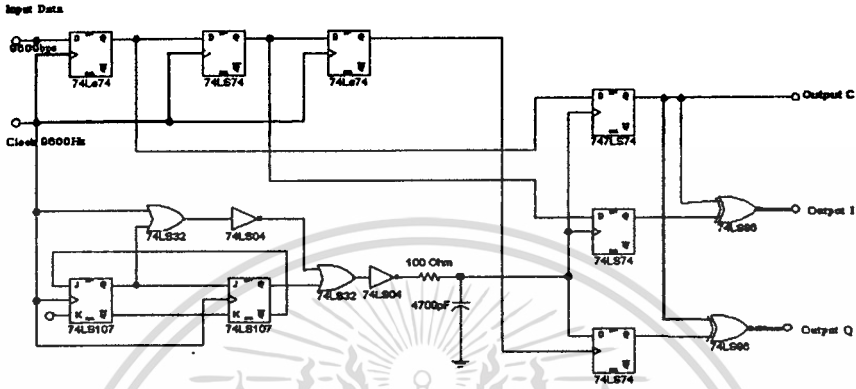 Input Data
9600bps
D Q
Q
74Ls74
D Q
Q
74LS74
D Q
Q
74Ls74
Clock 9600Hz
D Q
Q
747LS74
Output C
74LS32
74LS04
D Q
Q
74LS74
74LS86
Output I
J Q
K Q
74LS107
J Q
K Q
74LS107
74LS32
74LS04
100 Ohm
4700pF
D Q
Q
74LS74
74LS86
Output Q